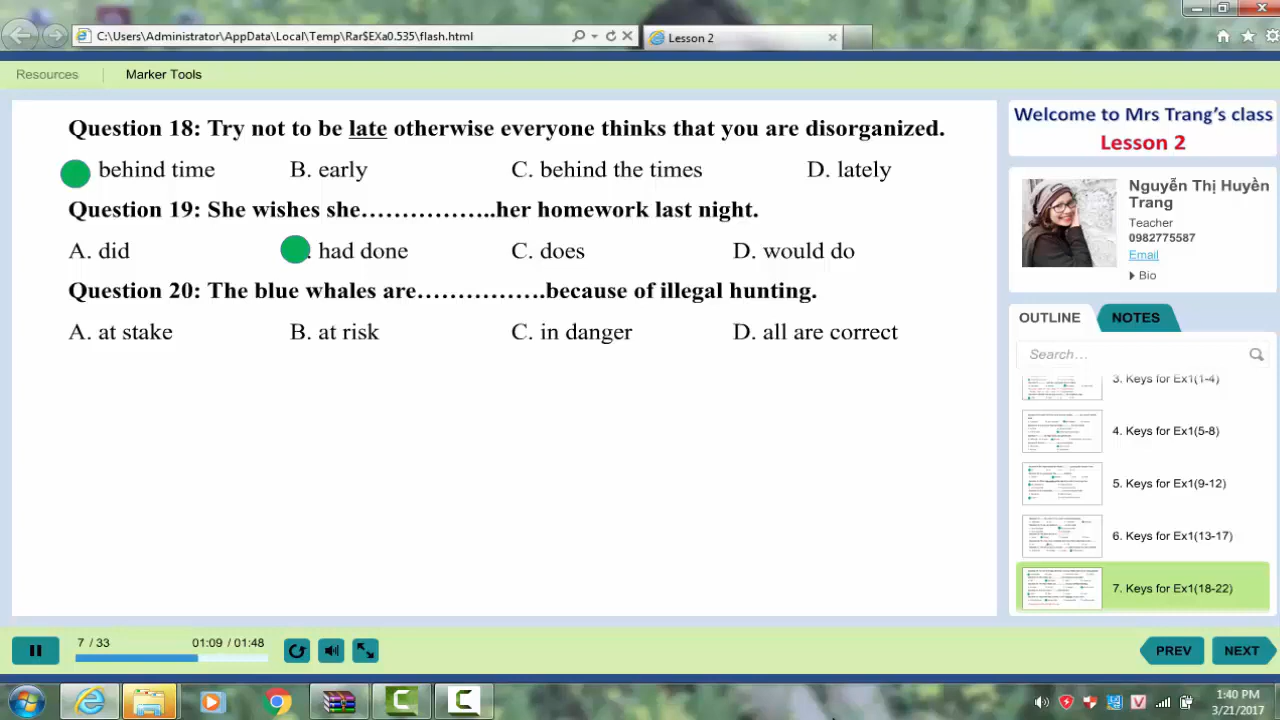 C:\Users\Administrator\AppData\Local\Temp\Rar$EXa0.535\flash.html
Lesson 2
Resources
Marker Tools
Question 18: Try not to be late otherwise everyone thinks that you are disorganized.
behind time B. early C. behind the times D. lately
Question 19: She wishes she……………..her homework last night.
A. did . had done C. does D. would do
Question 20: The blue whales are…………….because of illegal hunting.
A. at stake B. at risk C. in danger D. all are correct
Welcome to Mrs Trang's class
Lesson 2
Nguyễn Thị Huyền
Trang
Teacher
0982775587
Email
Bio
OUTLINE NOTES
Search...
3. Keys for Ex1(1-4)
4. Keys for Ex1(
5. Keys for Ex1(9-12)
6. Keys for Ex1(
7. Keys for Ex1(
7 / 33 01:09 / 01:48
PREV NEXT
1:40 PM
3/21/2017